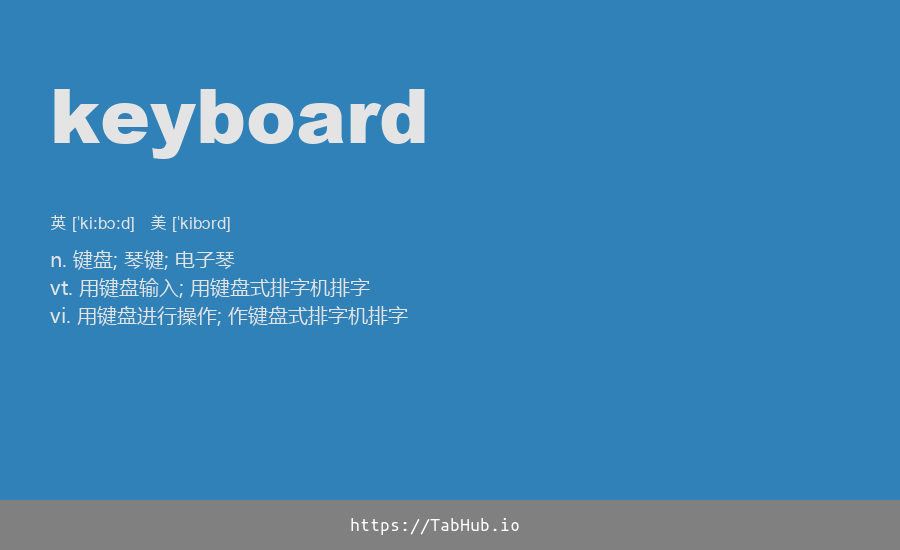 keyboard
英 [ˈkiːbɔːd] 美 [ˈkibɔrd]
n. 键盘; 琴键; 电子琴
vt. 用键盘输入; 用键盘式排字机排字
vi. 用键盘进行操作; 作键盘式排字机排字
https://TabHub.io